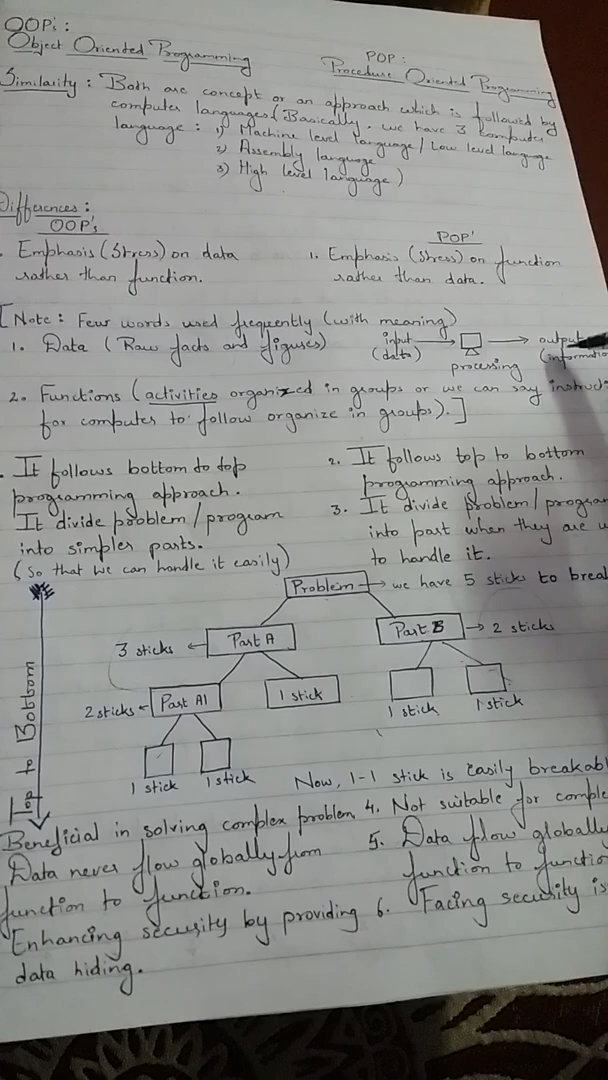 OOP's:
Object Oriented Programming
POP:
Procedure Oriented Programming
Similarity: Both are concept or an approach which is followed by
computer languages (Basically, we have 3 computer
language: 1) Machine level language/Low level language
2) Assembly language
3) High level language)
Differences:
OOP's
. Emphasis (Stress) on data
rather than function.
POP'
1. Emphasis (Stress) on function
rather than data.
[Note: Few words used frequently (with meaning)
1. Data (Raw facts and figures)
input
(data)
processing
output
(informatio
2. Functions (activities organized in groups or we can say instruct
for computer to follow organize in groups).]
. It follows bottom to top
programming approach.
It divide problem/program
into simpler parts.
(So that we can handle it easily)
2. It follows top to bottom
programming approach.
3. It divide problem/program
into part when they are u
to handle it.
Problem → we have 5 sticks to break
3 sticks ← Part A
Part B → 2 sticks
2 sticks ← Part A1
1 stick
1 stick
1 stick
1 stick
1 stick
Top to Bottom
Now, 1-1 stick is easily breakabl
Beneficial in solving complex problem
Data never flow globally from
function to function.
Enhancing security by providing
data hiding.
4. Not suitable for comple
5. Data flow globally
function to functio
6. Facing security is